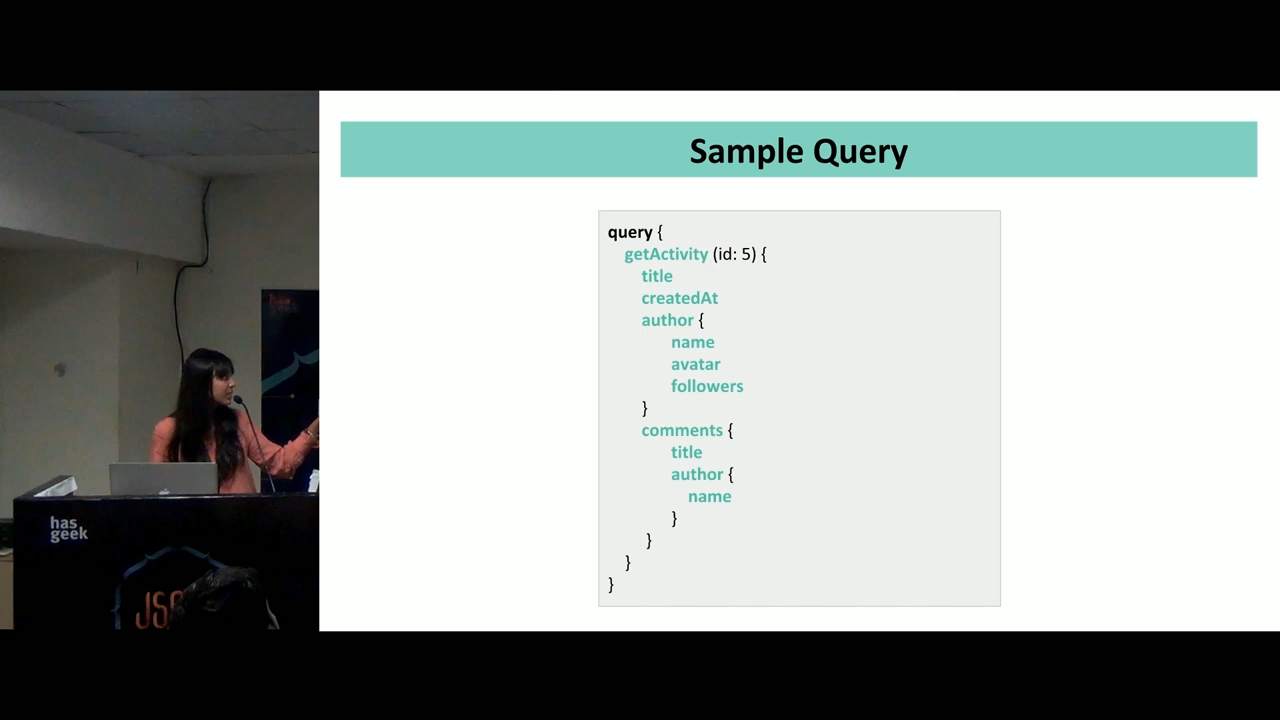 Sample Query
query {
getActivity (id: 5) {
title
createdAt
author {
name
avatar
followers
}
comments {
title
author {
name
}
}
}
}
has
geek